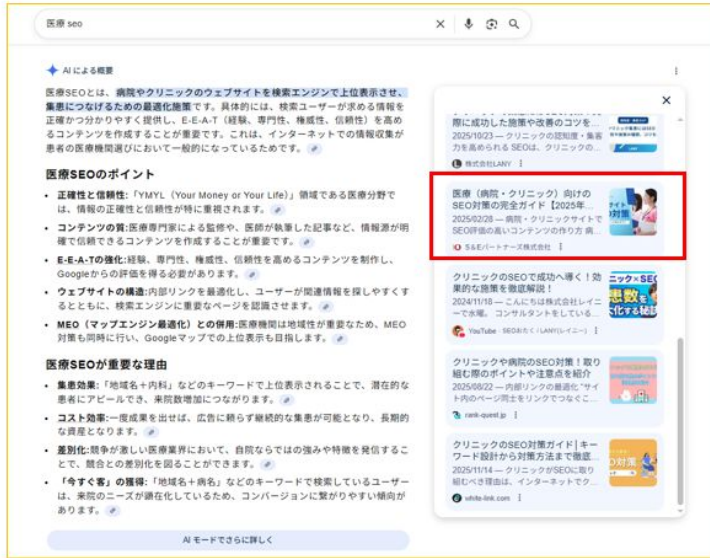 医療 seo
AI による概要
医療SEOとは、病院やクリニックのウェブサイトを検索エンジンで上位表示させ、
集患につなげるための最適化施策です。具体的には、検索ユーザーが求める情報を
正確かつ分かりやすく提供し、E-E-A-T（経験、専門性、権威性、信頼性）を高め
るコンテンツを作成することが重要です。これは、インターネットでの情報収集が
患者の医療機関選びにおいて一般的になっているためです。
医療SEOのポイント
• 正確性と信頼性:「YMYL（Your Money or Your Life）」領域である医療分野で
は、情報の正確性と信頼性が特に重視されます。
• コンテンツの質:医療専門家による監修や、医師が執筆した記事など、情報源が明
確で信頼できるコンテンツを作成することが重要です。
• E-E-A-Tの強化:経験、専門性、権威性、信頼性を高めるコンテンツを制作し、
Googleからの評価を得る必要があります。
• ウェブサイトの構造:内部リンクを最適化し、ユーザーが関連情報を探しやすくす
るとともに、検索エンジンに重要なページを認識させます。
• MEO（マップエンジン最適化）との併用:医療機関は地域性が重要なため、MEO
対策も同時に行い、Googleマップでの上位表示も目指します。
医療SEOが重要な理由
• 集患効果:「地域名＋内科」などのキーワードで上位表示されることで、潜在的な
患者にアピールでき、来院数増加につながります。
• コスト効率:一度成果を出せば、広告に頼らず継続的な集患が可能となり、長期的
な資産となります。
• 差別化:競争が激しい医療業界において、自院ならではの強みや特徴を発信するこ
とで、競合との差別化を図ることができます。
• 「今すぐ客」の獲得:「地域名＋病名」などのキーワードで検索しているユーザー
は、来院のニーズが顕在化しているため、コンバージョンに繋がりやすい傾向が
あります。
AI モードでさらに詳しく
際に成功した施策や改善のコツを...
2025/10/23 — クリニックの認知度・集客
力を高められる SEOは、クリニックの...
株式会社LANY
医療（病院・クリニック）向けの
SEO対策の完全ガイド【2025年...
2025/02/28 — 病院・クリニックサイトで
SEO評価の高いコンテンツの作り方 病...
S&Eパートナーズ株式会社
クリニックのSEOで成功へ導く！効
果的な施策を徹底解説！
2024/11/18 — こんにちは株式会社レイニ
ーで水曜。 コンサルタントをしている...
YouTube · SEOおたく / LANY(レイニー)
クリニックや病院のSEO対策！取り
組む際のポイントや注意点を紹介
2025/08/22 — 内部リンクの最適化 "サイ
ト内のページ同士をリンクでつなぐこ...
rank-quest.jp
クリニックのSEO対策ガイド│キー
ワード設計から対策方法まで徹底...
2025/11/14 — クリニックがSEOに取り
組むべき理由は、インターネットでク...
white-link.com